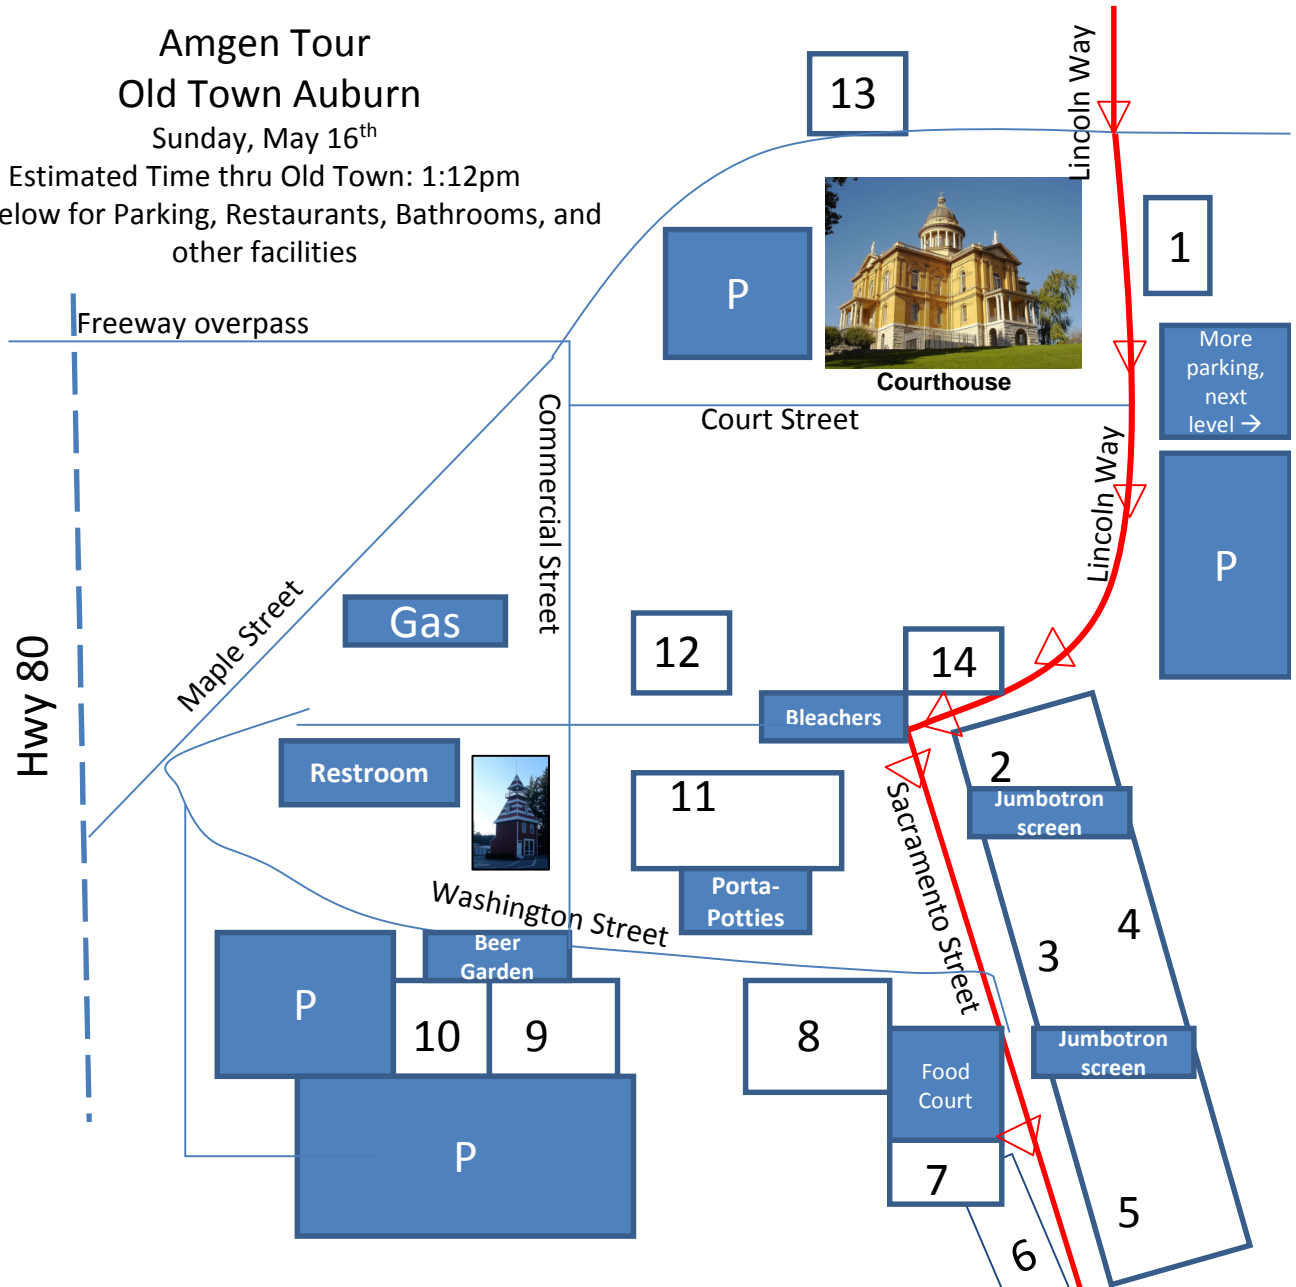 Amgen Tour
Old Town Auburn
Sunday, May 16th
Estimated Time thru Old Town: 1:12pm
elow for Parking, Restaurants, Bathrooms, and
other facilities
13
Lincoln Way
1
P
Freeway overpass
More
parking,
next
level →
Courthouse
Court Street
Commercial Street
Lincoln Way
P
Maple Street
Gas
12
14
Hwy 80
Bleachers
Restroom
2
11
Jumbotron
screen
Sacramento Street
Porta-
Potties
Washington Street
4
3
Beer
Garden
P
10
9
8
Jumbotron
screen
Food
Court
P
7
5
6